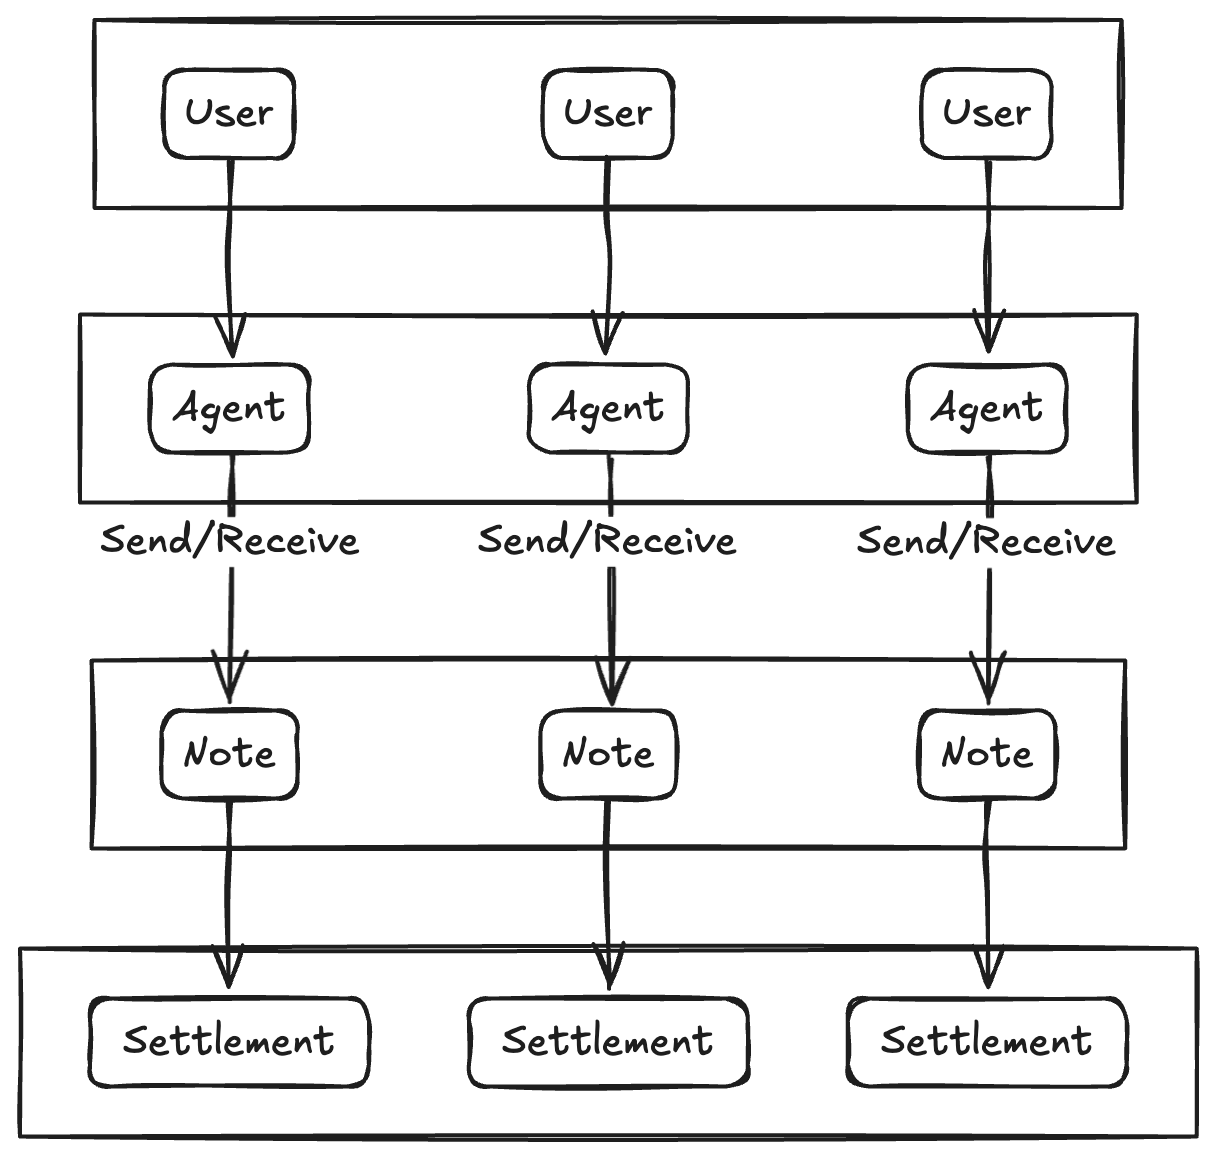 User
User
User
Agent
Agent
Agent
Send/Receive
Send/Receive
Send/Receive
Note
Note
Note
Settlement
Settlement
Settlement